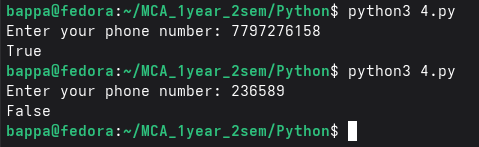 bappa@fedora:~/MCA_1year_2sem/Python$ python3 4.py
Enter your phone number: 7797276158
True
bappa@fedora:~/MCA_1year_2sem/Python$ python3 4.py
Enter your phone number: 236589
False
bappa@fedora:~/MCA_1year_2sem/Python$